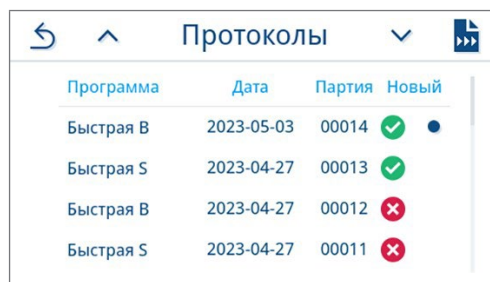 Протоколы
Программа Дата Партия Новый
Быстрая B 2023-05-03 00014
Быстрая S 2023-04-27 00013
Быстрая B 2023-04-27 00012
Быстрая S 2023-04-27 00011